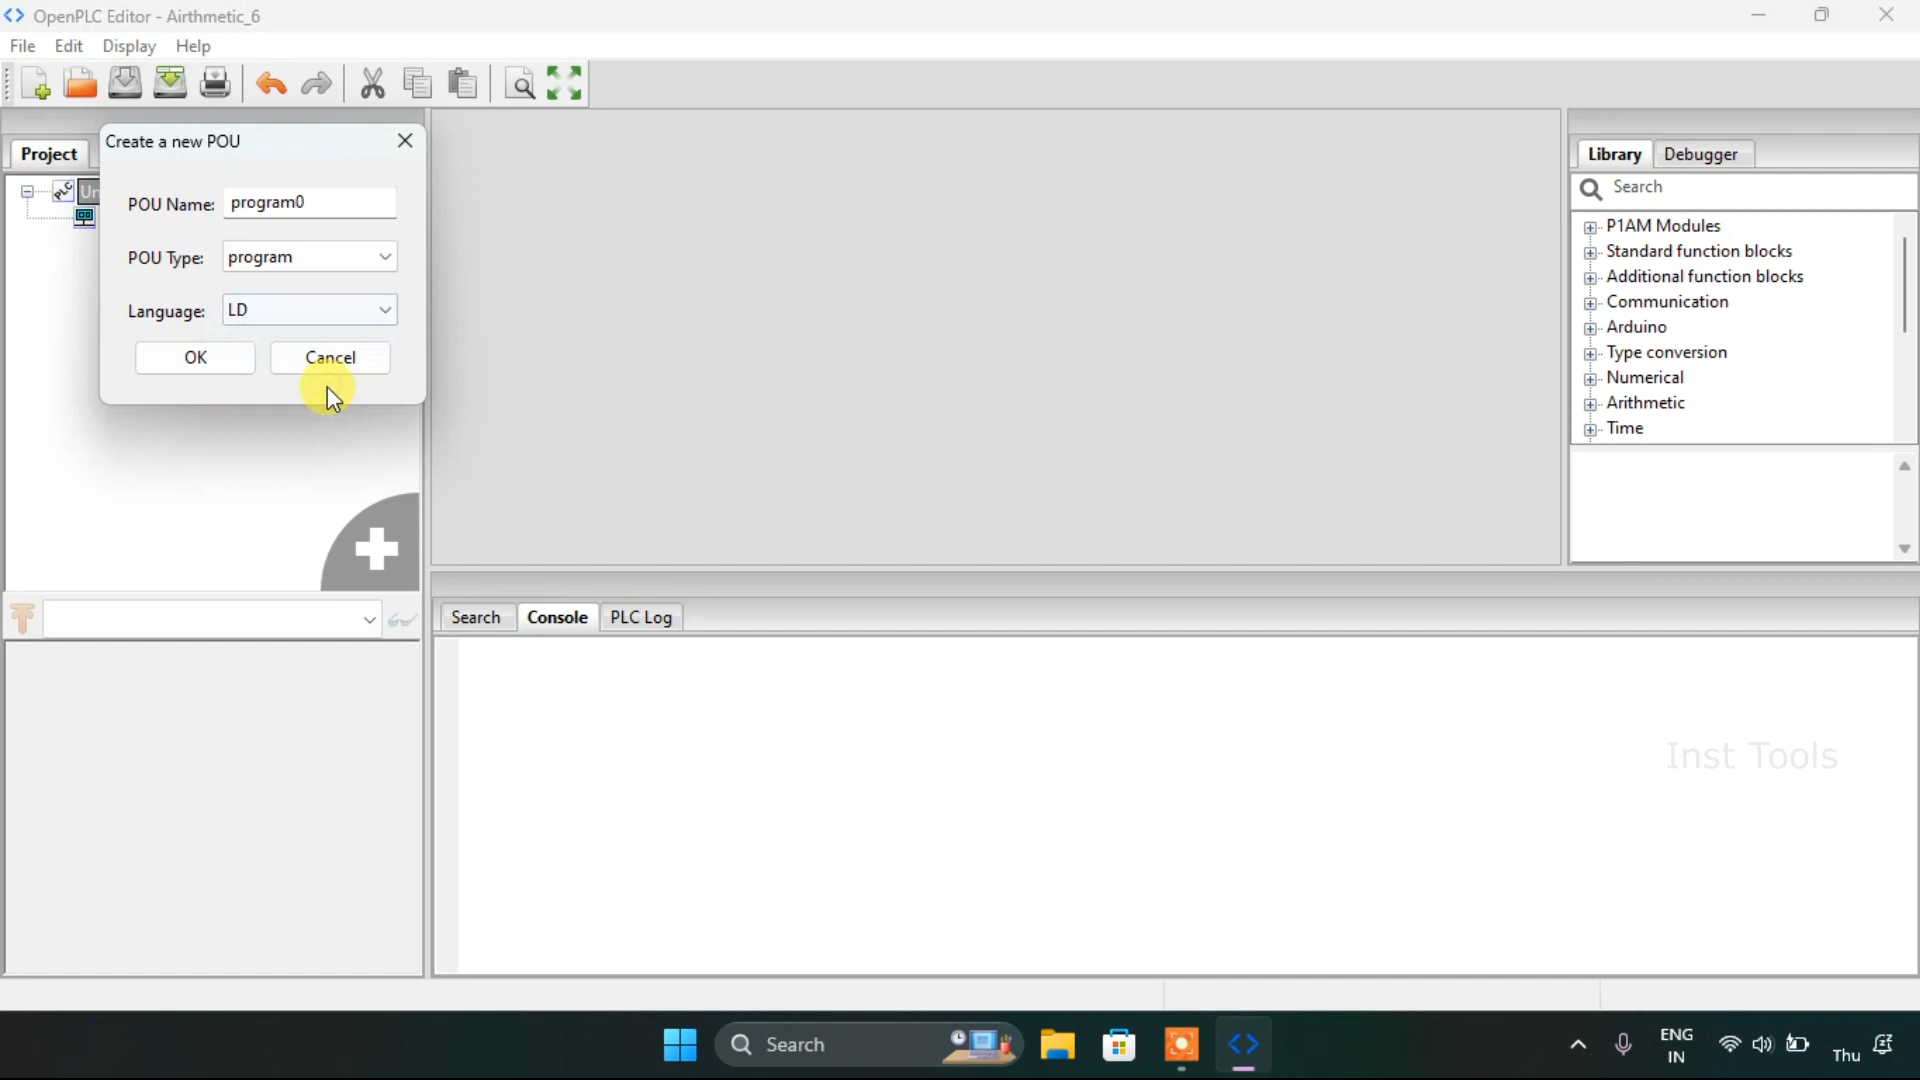 OpenPLC Editor - Airthmetic_6
File Edit Display Help
Create a new POU
Project
Un
POU Name: program0
POU Type: program
Language: LD
OK Cancel
Library Debugger
Search
P1AM Modules
Standard function blocks
Additional function blocks
Communication
Arduino
Type conversion
Numerical
Arithmetic
Time
Search Console PLC Log
Inst Tools
Search
ENG
IN
Thu